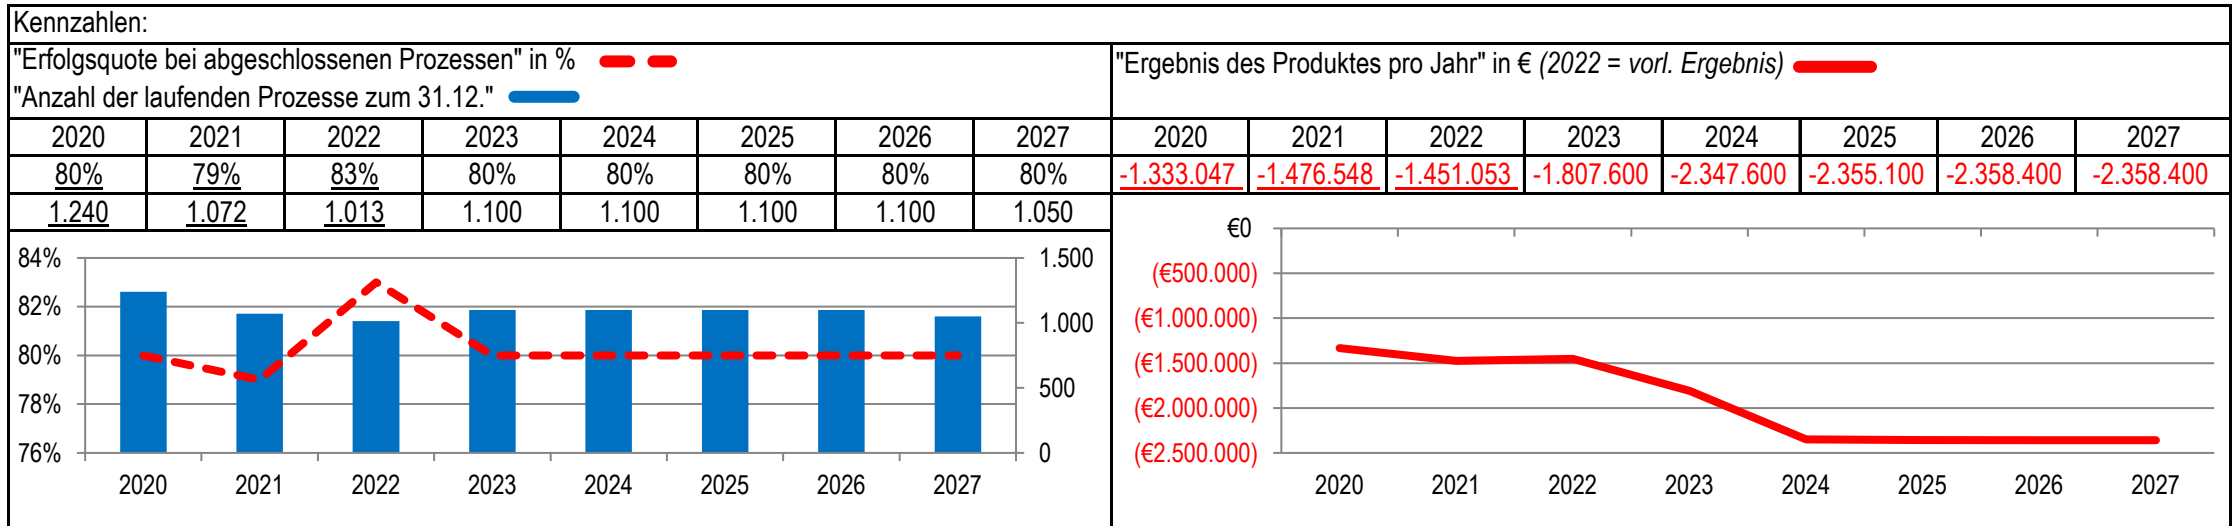 Kennzahlen:
"Erfolgsquote bei abgeschlossenen Prozessen" in %
"Anzahl der laufenden Prozesse zum 31.12."
2020 2021 2022 2023 2024 2025 2026 2027
80% 79% 83% 80% 80% 80% 80% 80%
1.240 1.072 1.013 1.100 1.100 1.100 1.100 1.050
84%
82%
80%
78%
76%
1.500
1.000
500
0
2020 2021 2022 2023 2024 2025 2026 2027
"Ergebnis des Produktes pro Jahr" in € (2022 = vorl. Ergebnis)
2020 2021 2022 2023 2024 2025 2026 2027
-1.333.047 -1.476.548 -1.451.053 -1.807.600 -2.347.600 -2.355.100 -2.358.400 -2.358.400
€0
(€500.000)
(€1.000.000)
(€1.500.000)
(€2.000.000)
(€2.500.000)
2020 2021 2022 2023 2024 2025 2026 2027